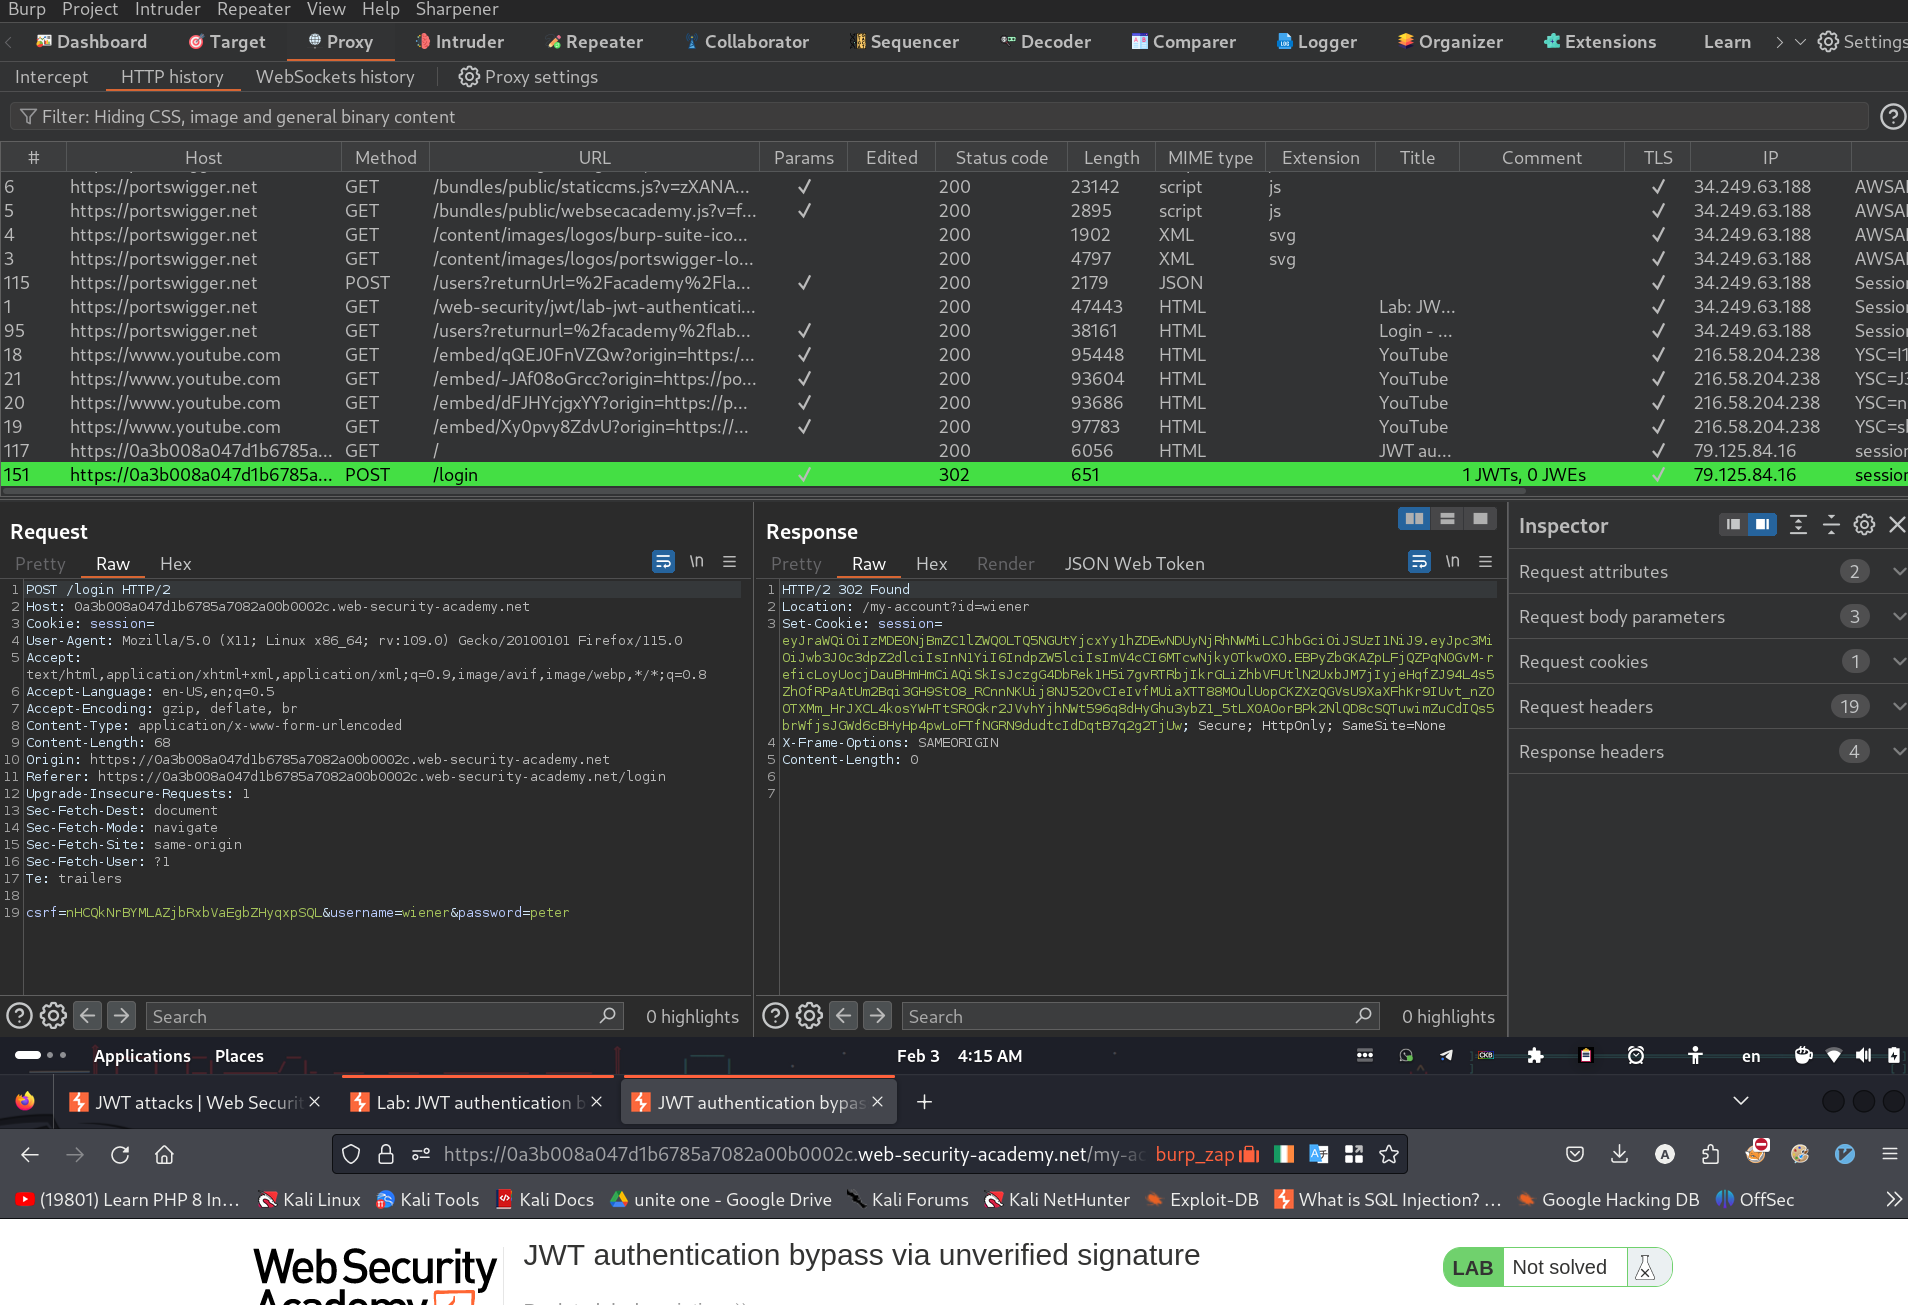 Burp Project Intruder Repeater View Help Sharpener
Dashboard Target Proxy Intruder Repeater Collaborator Sequencer Decoder Comparer Logger Organizer Extensions Learn Settings
Intercept HTTP history WebSockets history Proxy settings
Filter: Hiding CSS, image and general binary content
# Host Method URL Params Edited Status code Length MIME type Extension Title Comment TLS IP
6 https://portswigger.net GET /bundles/public/staticcms.js?v=zXANA... ✓ 200 23142 script js ✓ 34.249.63.188 AWSAL
5 https://portswigger.net GET /bundles/public/websecacademy.js?v=f... ✓ 200 2895 script js ✓ 34.249.63.188 AWSAL
4 https://portswigger.net GET /content/images/logos/burp-suite-ico... 200 1902 XML svg ✓ 34.249.63.188 AWSAL
3 https://portswigger.net GET /content/images/logos/portswigger-lo... 200 4797 XML svg ✓ 34.249.63.188 AWSAL
115 https://portswigger.net POST /users?returnUrl=%2Facademy%2Fla... ✓ 200 2179 JSON ✓ 34.249.63.188 Session
1 https://portswigger.net GET /web-security/jwt/lab-jwt-authenticati... 200 47443 HTML Lab: JW... ✓ 34.249.63.188 Session
95 https://portswigger.net GET /users?returnurl=%2facademy%2flab... ✓ 200 38161 HTML Login - ... ✓ 34.249.63.188 Session
18 https://www.youtube.com GET /embed/qQEJ0FnVZQw?origin=https:/... ✓ 200 95448 HTML YouTube ✓ 216.58.204.238
21 https://www.youtube.com GET /embed/-JAf08oGrcc?origin=https://po... ✓ 200 93604 HTML YouTube ✓ 216.58.204.238 YSC=J3
20 https://www.youtube.com GET /embed/dFJHYcjgxYY?origin=https://p... ✓ 200 93686 HTML YouTube ✓ 216.58.204.238 YSC=n
19 https://www.youtube.com GET /embed/Xy0pvy8ZdvU?origin=https://... ✓ 200 97783 HTML YouTube ✓ 216.58.204.238
117 https://0a3b008a047d1b6785a... GET / 200 6056 HTML JWT au... ✓ 79.125.84.16 session
151 https://0a3b008a047d1b6785a... POST /login ✓ 302 651 1 JWTs, 0 JWEs ✓ 79.125.84.16 session
Request
Pretty Raw Hex \n
1 POST /login HTTP/2
2 Host: 0a3b008a047d1b6785a7082a00b0002c.web-security-academy.net
3 Cookie: session=
4 User-Agent: Mozilla/5.0 (X11; Linux x86_64; rv:109.0) Gecko/20100101 Firefox/115.0
5 Accept:
text/html,application/xhtml+xml,application/xml;q=0.9,image/avif,image/webp,*/*;q=0.8
6 Accept-Language: en-US,en;q=0.5
7 Accept-Encoding: gzip, deflate, br
8 Content-Type: application/x-www-form-urlencoded
9 Content-Length: 68
10 Origin: https://0a3b008a047d1b6785a7082a00b0002c.web-security-academy.net
11 Referer: https://0a3b008a047d1b6785a7082a00b0002c.web-security-academy.net/login
12 Upgrade-Insecure-Requests: 1
13 Sec-Fetch-Dest: document
14 Sec-Fetch-Mode: navigate
15 Sec-Fetch-Site: same-origin
16 Sec-Fetch-User: ?1
17 Te: trailers
18
19 csrf=nHCQkNrBYMLAZjbRxbVaEgbZHyqxpSQL&username=wiener&password=peter
Search 0 highlights
Response
Pretty Raw Hex Render JSON Web Token \n
1 HTTP/2 302 Found
2 Location: /my-account?id=wiener
3 Set-Cookie: session=
eyJraWQiOiIzMDE0NjBmZC1lZWQ0LTQ5NGUtYjcxYy1hZDEwNDUyNjRhNWMiLCJhbGciOiJSUzI1NiJ9.eyJpc3Mi
OiJwb3J0c3dpZ2dlciIsInN1YiI6IndpZW5lciIsImV4cCI6MTcwNjkyOTkwOX0.EBPyZbGKAZpLFjQZPqNOGvM-r
eficLoyUocjDauBHmHmCiAQiSkIsJczgG4DbRek1H5i7gvRTRbjIkrGLiZhbVFUtlN2UxbJM7jIyjeHqfZJ94L4s5
ZhOfRPaAtUm2Bqi3GH9StO8_RCnnNKUij8NJ52OvCIeIvfMUiaXTT88MOulUopCKZXzQGVsU9XaXFhKr9IUvt_nZO
OTXMm_HrJXCL4kosYWHTtSROGkr2JVvhYjhNWt596q8dHyGhu3ybZ1_5tLX0AOorBPk2NlQD8cSQTuwimZuCdIQs5
brWfjsJGWd6cBHyHp4pwLoFTfNGRN9dudtcIdDqtB7q2g2TjUw; Secure; HttpOnly; SameSite=None
4 X-Frame-Options: SAMEORIGIN
5 Content-Length: 0
6
7
Search 0 highlights
Inspector
Request attributes 2
Request body parameters 3
Request cookies 1
Request headers 19
Response headers 4
Applications Places Feb 3 4:15 AM CKB en
JWT attacks | Web Securit Lab: JWT authentication b JWT authentication bypas
https://0a3b008a047d1b6785a7082a00b0002c.web-security-academy.net/my-ac burp_zap
(19801) Learn PHP 8 In... Kali Linux Kali Tools Kali Docs unite one - Google Drive Kali Forums Kali NetHunter Exploit-DB What is SQL Injection? ... Google Hacking DB OffSec
Web Security
Academy
JWT authentication bypass via unverified signature
LAB Not solved